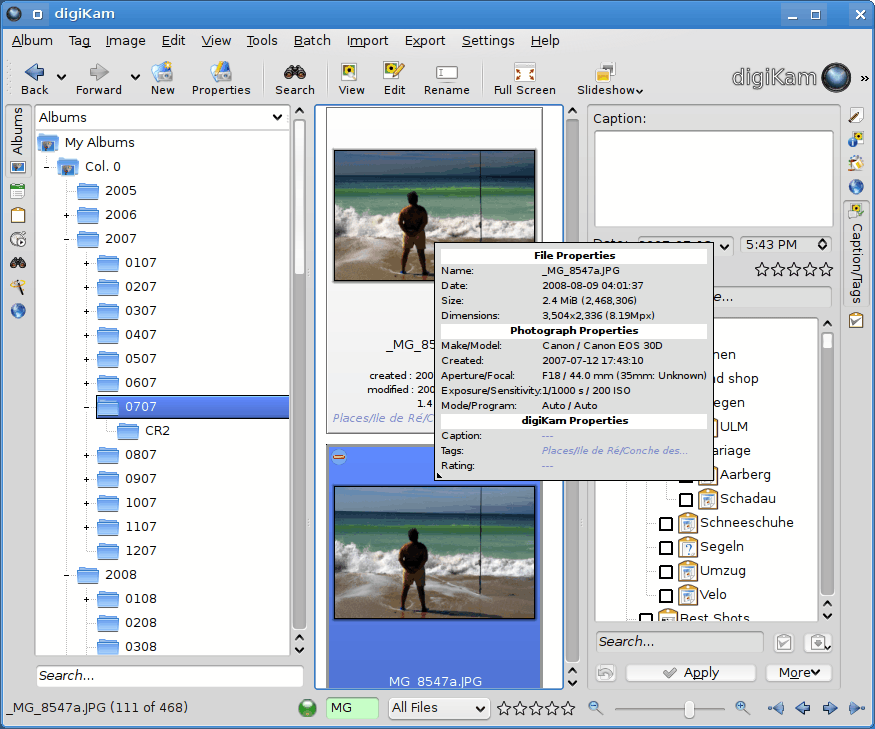 digiKam
Album Tag Image Edit View Tools Batch Import Export Settings Help
Back Forward New Properties Search View Edit Rename Full Screen Slideshow digiKam »
Albums
Albums
My Albums
Col. 0
2005
2006
2007
0107
0207
0307
0407
0507
0607
0707
CR2
0807
0907
1007
1107
1207
2008
0108
0208
0308
Search...
_MG_85
created : 200
modified : 200
1.4
Places/Ile de Ré/C
MG_8547a.JPG
File Properties
Name: _MG_8547a.JPG
Date: 2008-08-09 04:01:37
Size: 2.4 MiB (2,468,306)
Dimensions: 3,504x2,336 (8.19Mpx)
Photograph Properties
Make/Model: Canon / Canon EOS 30D
Created: 2007-07-12 17:43:10
Aperture/Focal: F18 / 44.0 mm (35mm: Unknown)
Exposure/Sensitivity: 1/1000 s / 200 ISO
Mode/Program: Auto / Auto
digiKam Properties
Caption: ---
Tags: Places/Ile de Ré/Conche des...
Rating: ---
Caption:
5:43 PM
Caption/Tags
e...
nen
d shop
egen
ULM
ariage
Aarberg
Schadau
Schneeschuhe
Segeln
Umzug
Velo
Best Shots
Search...
Apply More
_MG_8547a.JPG (111 of 468) MG All Files